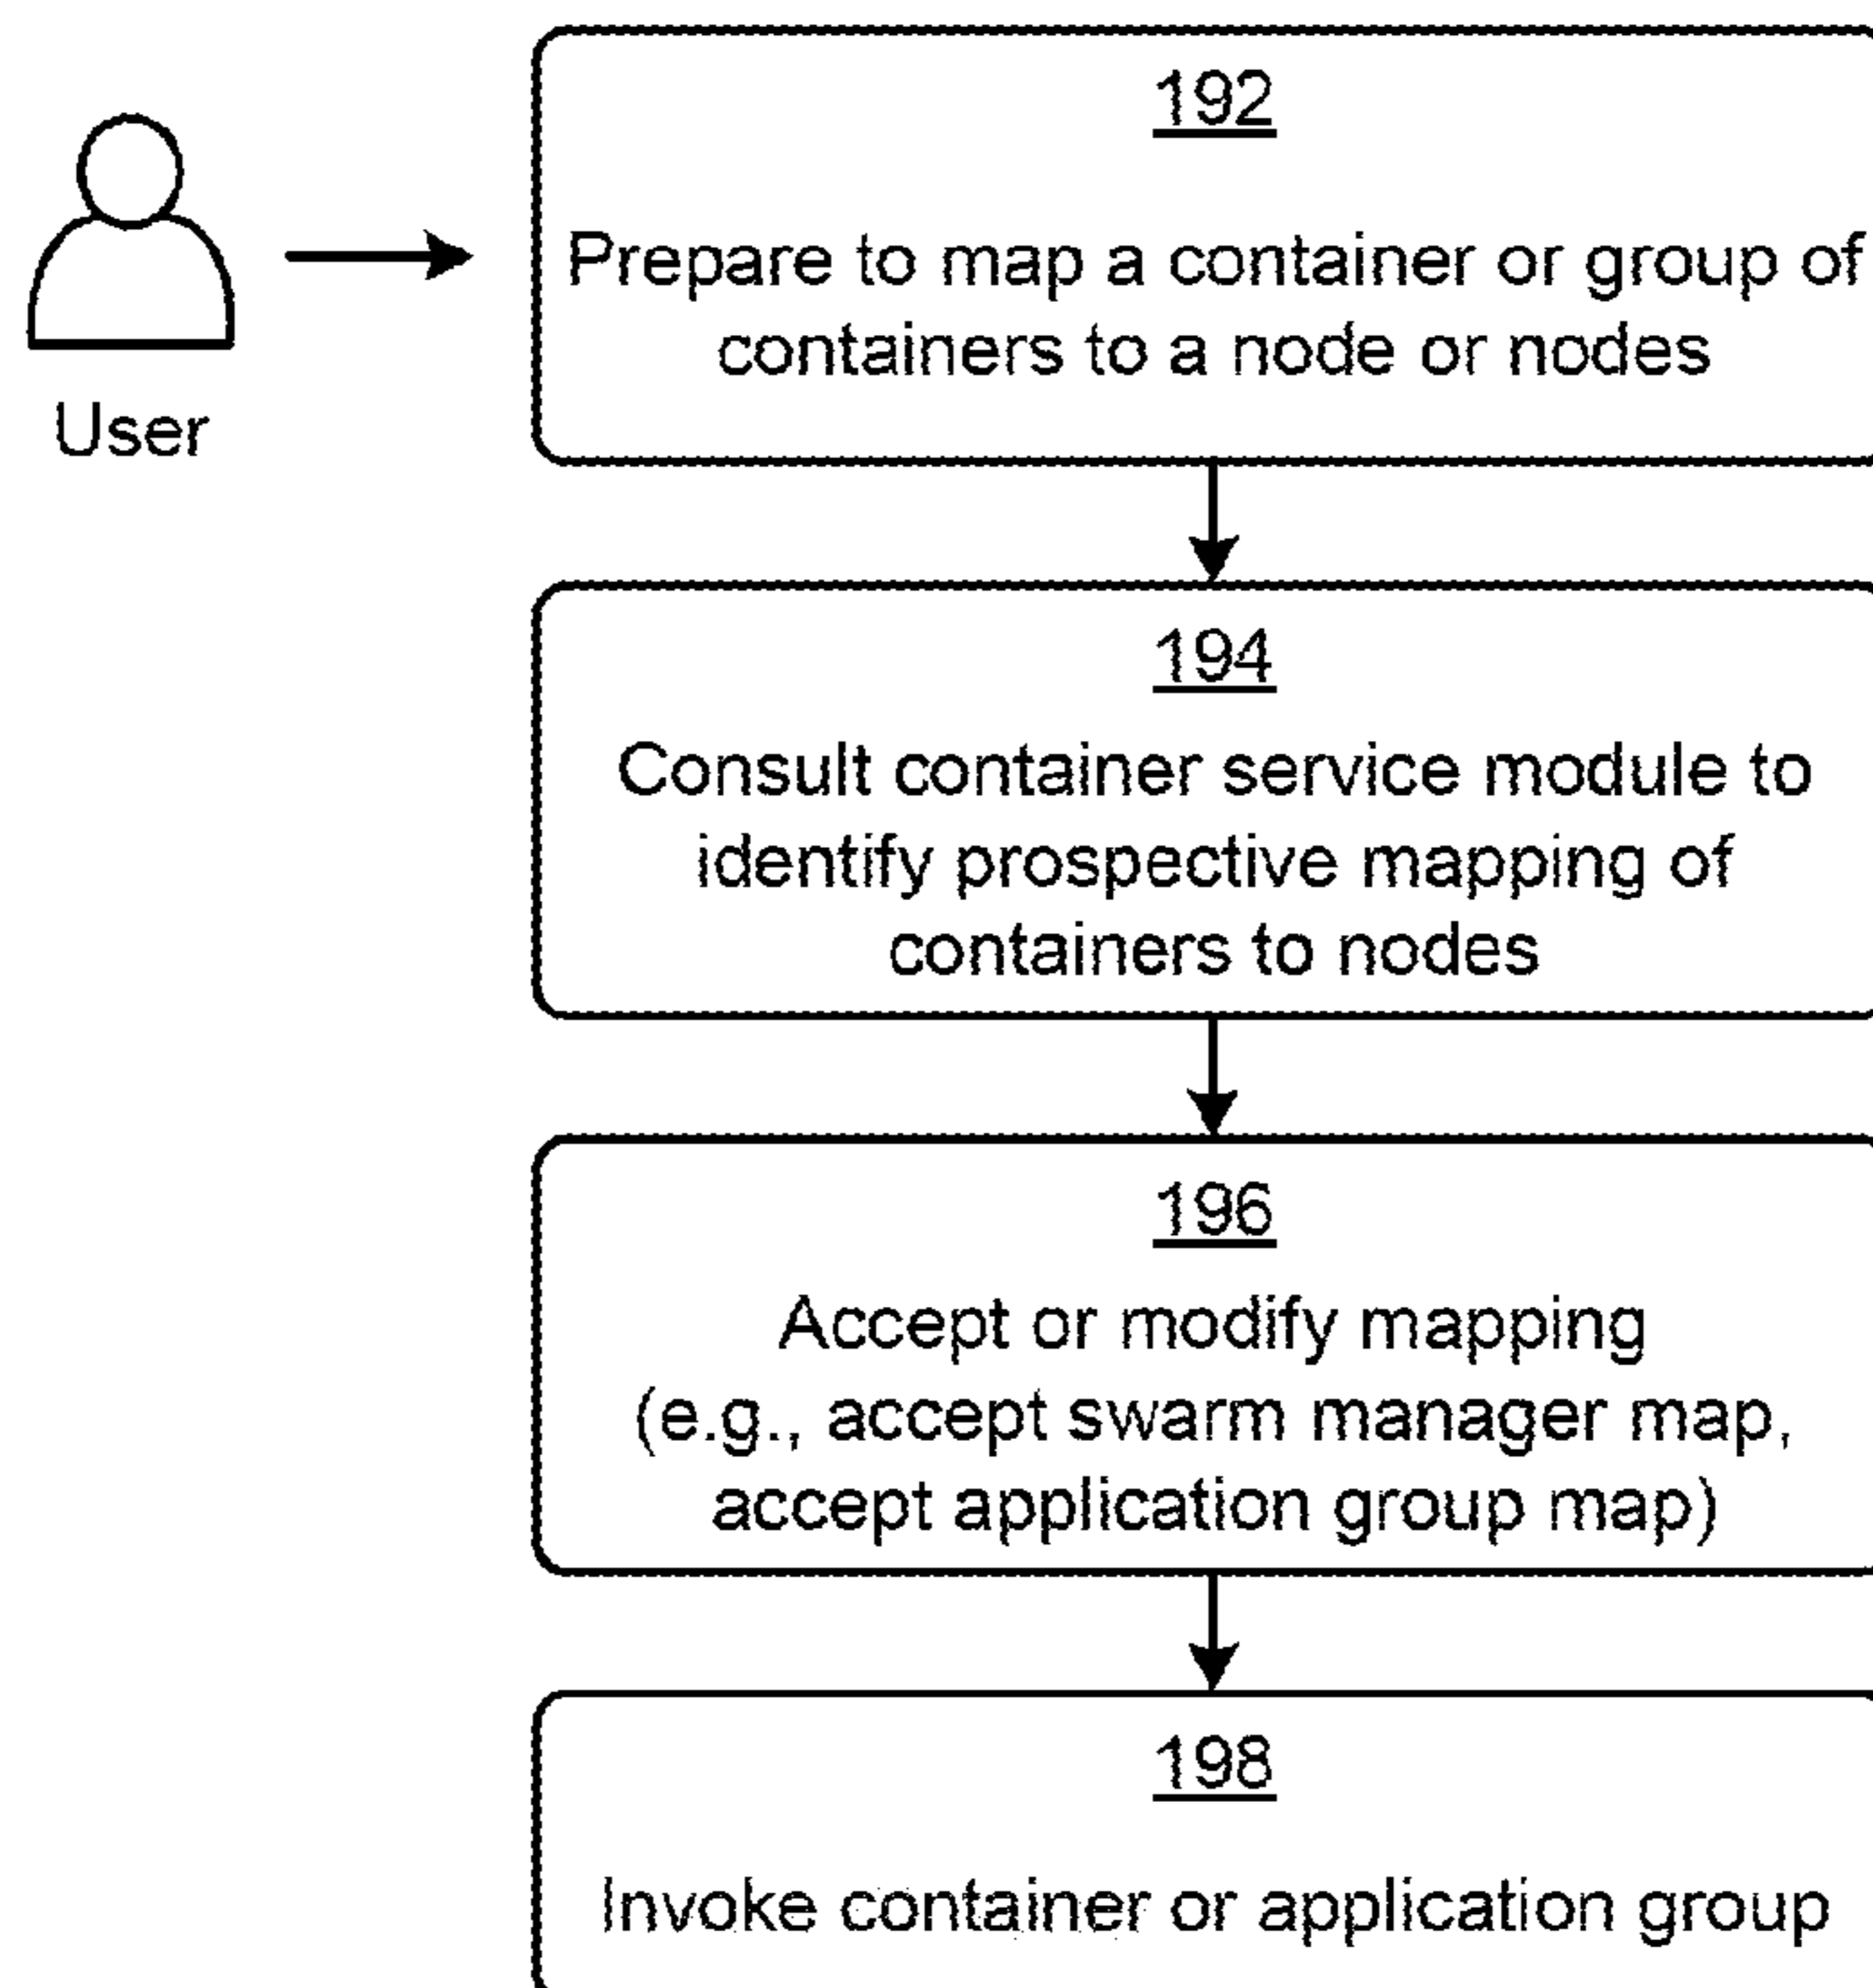 192
Prepare to map a container or group of
containers to a node or nodes
User
194
Consult container service module to
identify prospective mapping of
containers to nodes
196
Accept or modify mapping
(e.g., accept swarm manager map,
accept application group map)
198
Invoke container or application group